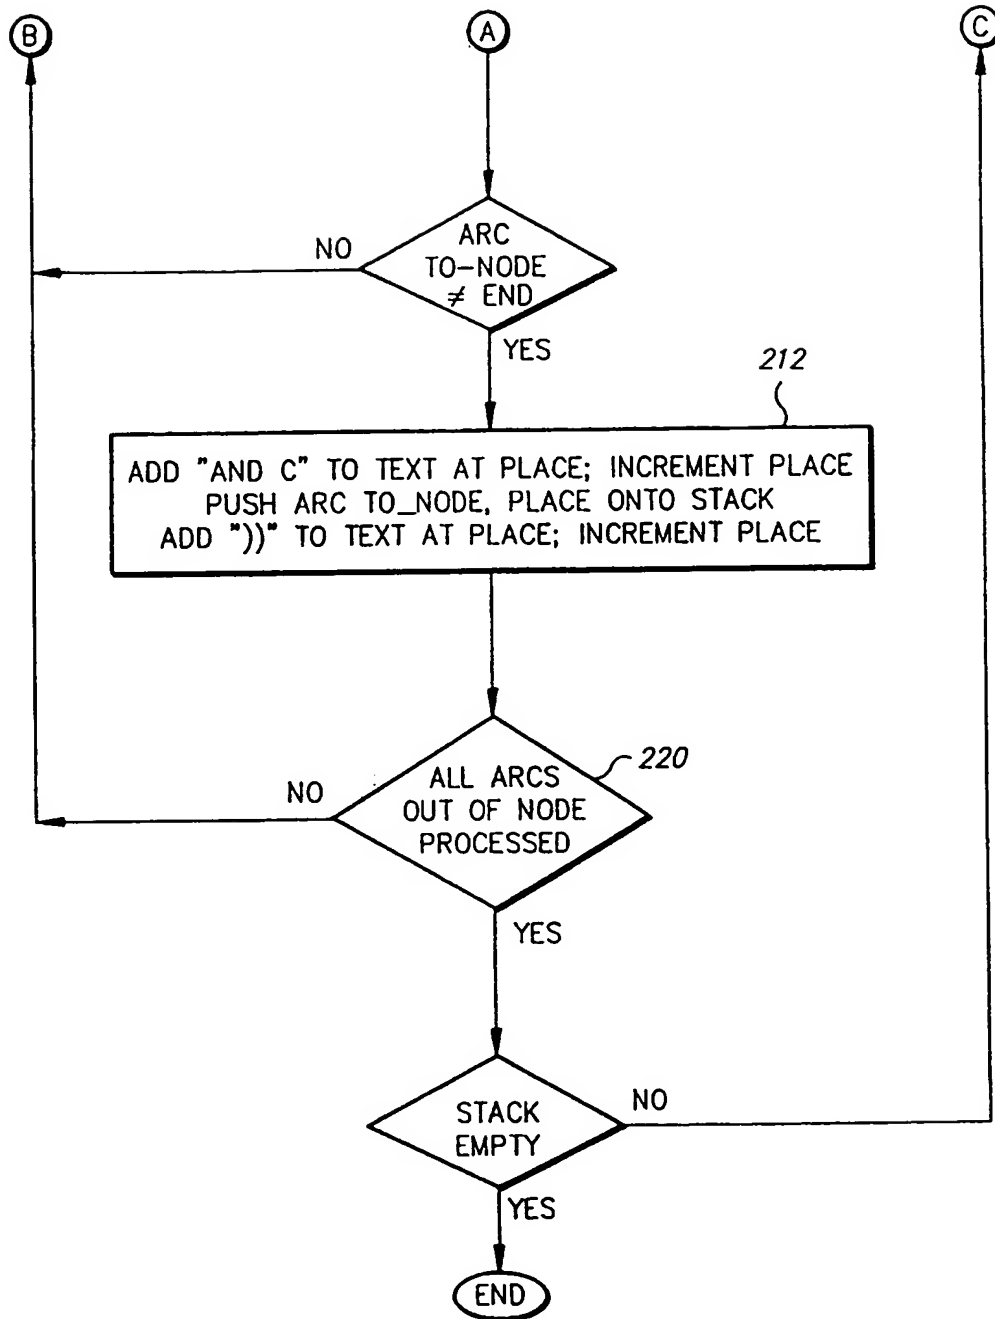 B
A
C
ARC
TO-NODE
≠ END
NO
YES
212
ADD "AND C" TO TEXT AT PLACE; INCREMENT PLACE
PUSH ARC TO_NODE, PLACE ONTO STACK
ADD "))" TO TEXT AT PLACE; INCREMENT PLACE
220
ALL ARCS
OUT OF NODE
PROCESSED
NO
YES
STACK
EMPTY
NO
YES
END